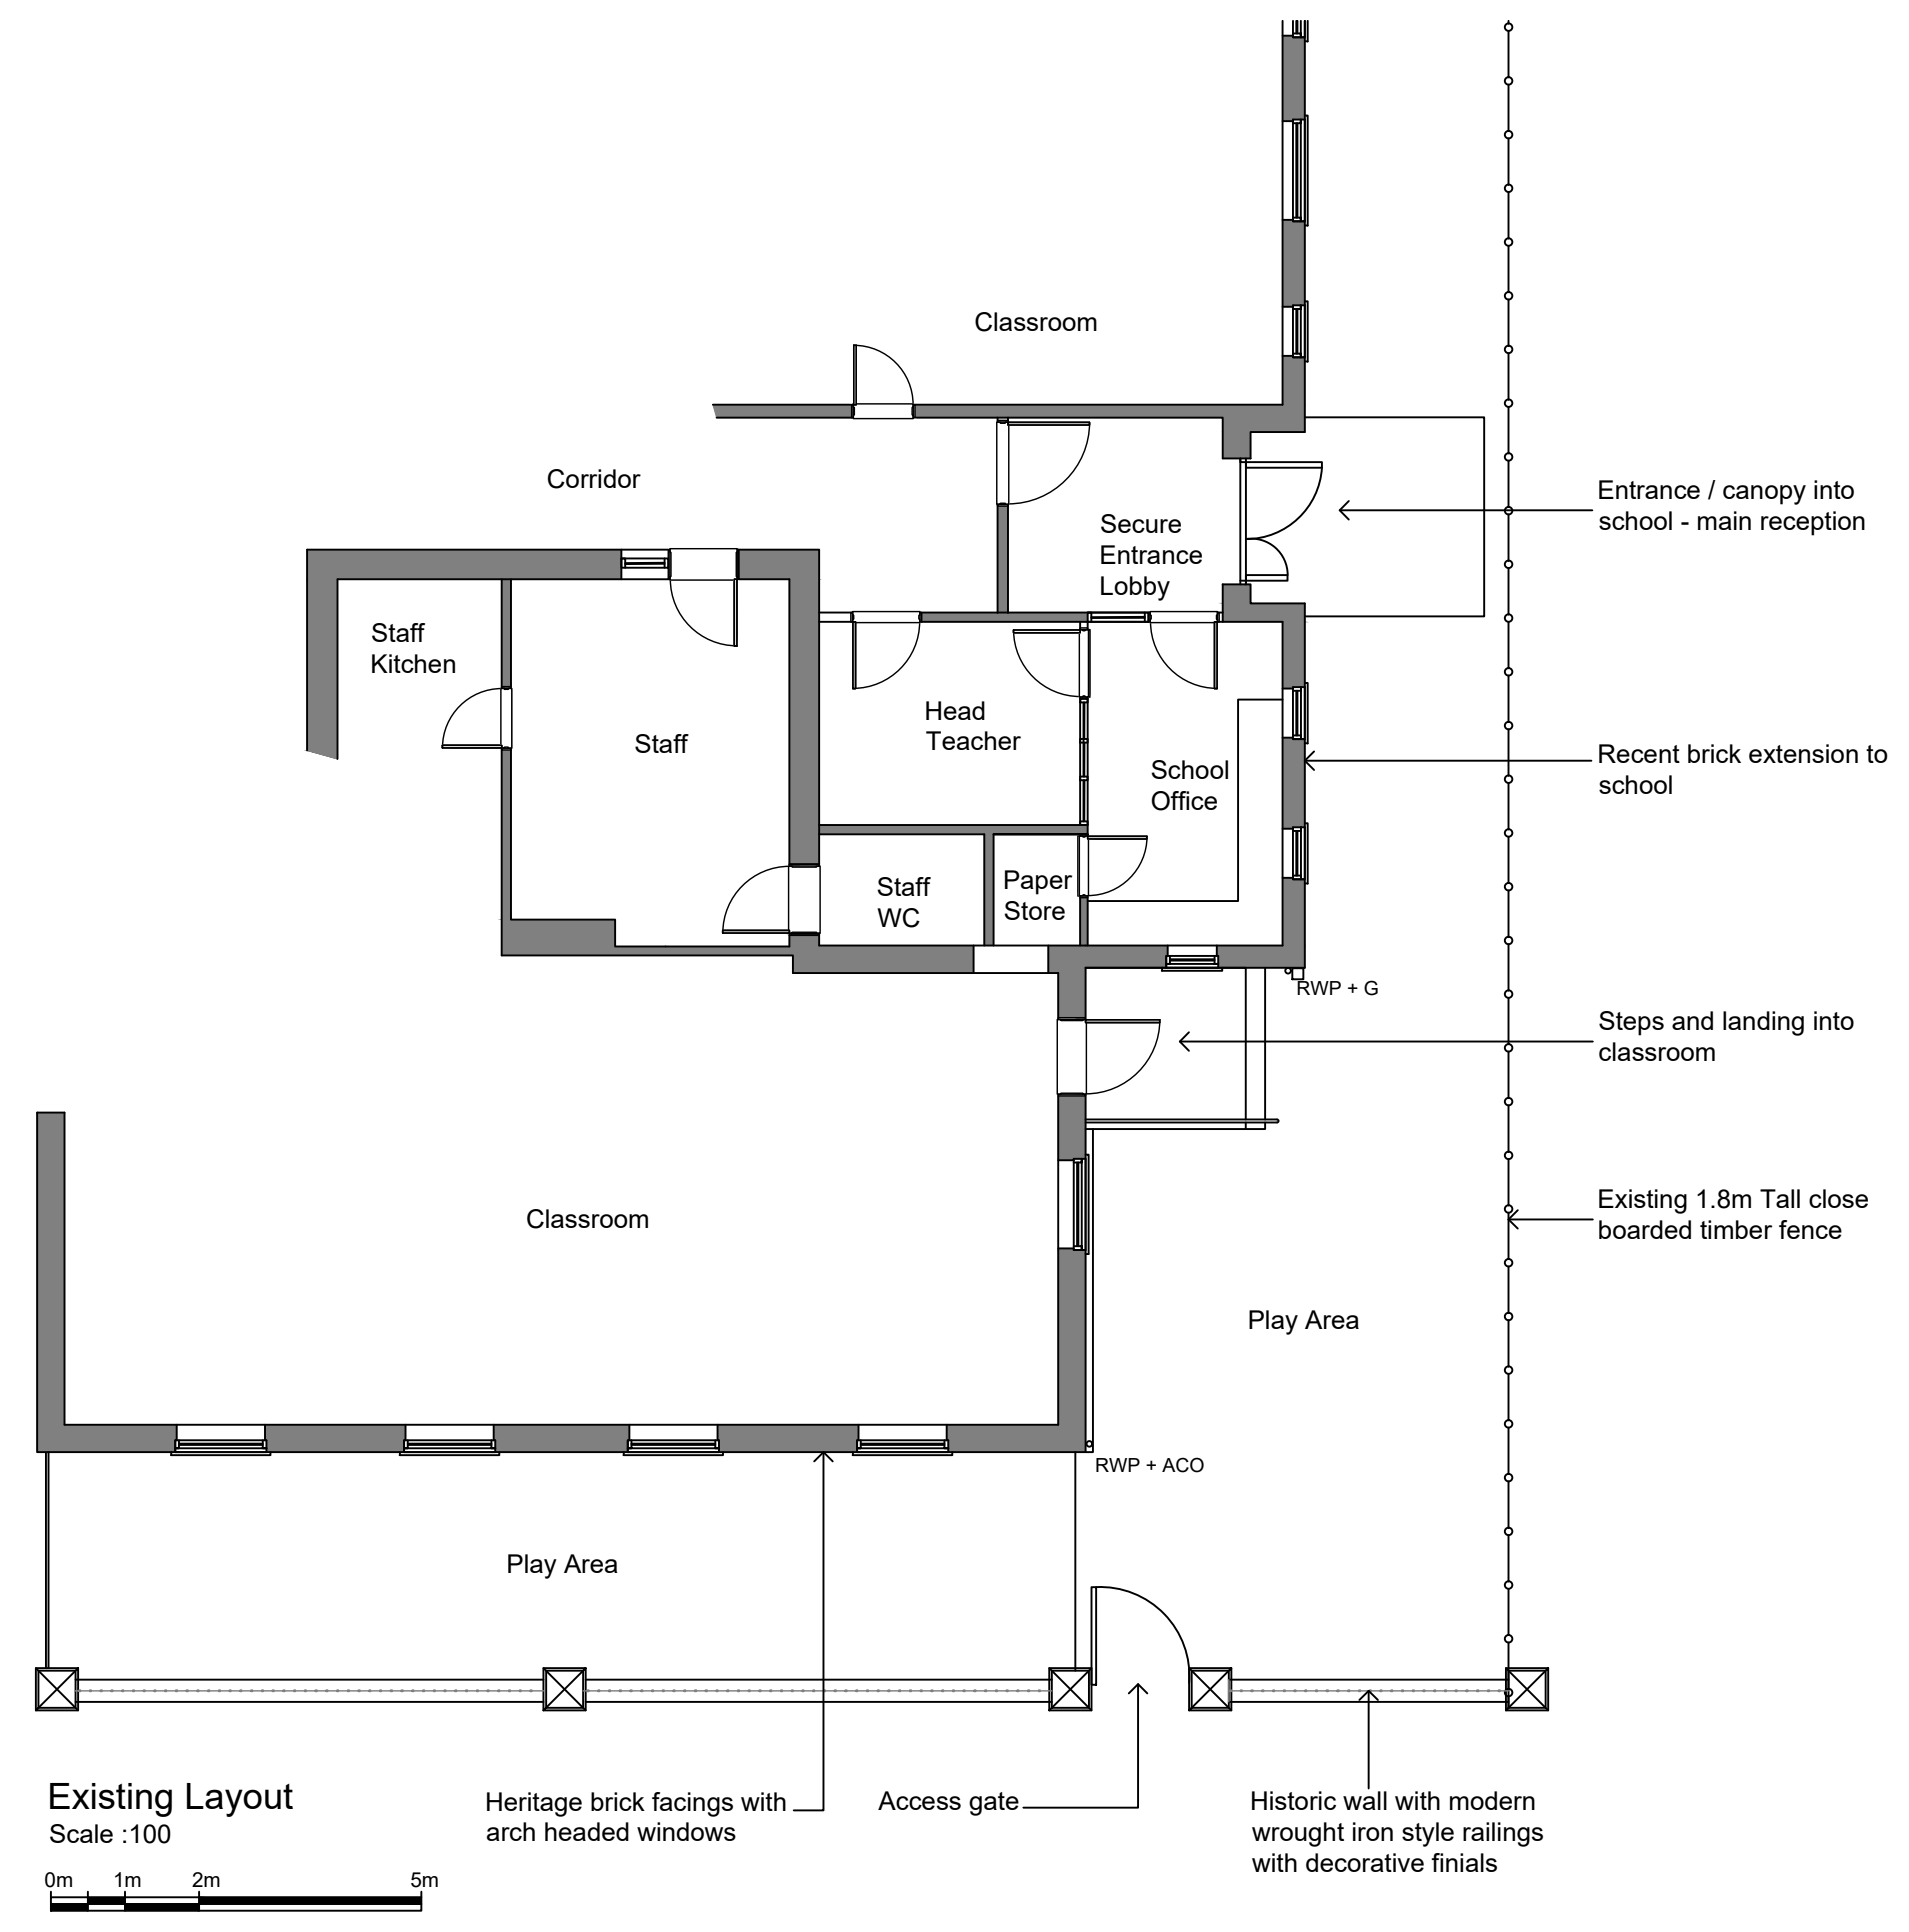 Classroom
Corridor
Entrance / canopy into
school - main reception
Secure
Entrance
Lobby
Staff
Kitchen
Staff
Head
Teacher
School
Office
Recent brick extension to
school
Staff
WC
Paper
Store
RWP + G
Steps and landing into
classroom
Classroom
Existing 1.8m Tall close
boarded timber fence
Play Area
RWP + ACO
Play Area
Existing Layout
Scale :100
0m
1m
2m
5m
Heritage brick facings with
arch headed windows
Access gate
Historic wall with modern
wrought iron style railings
with decorative finials